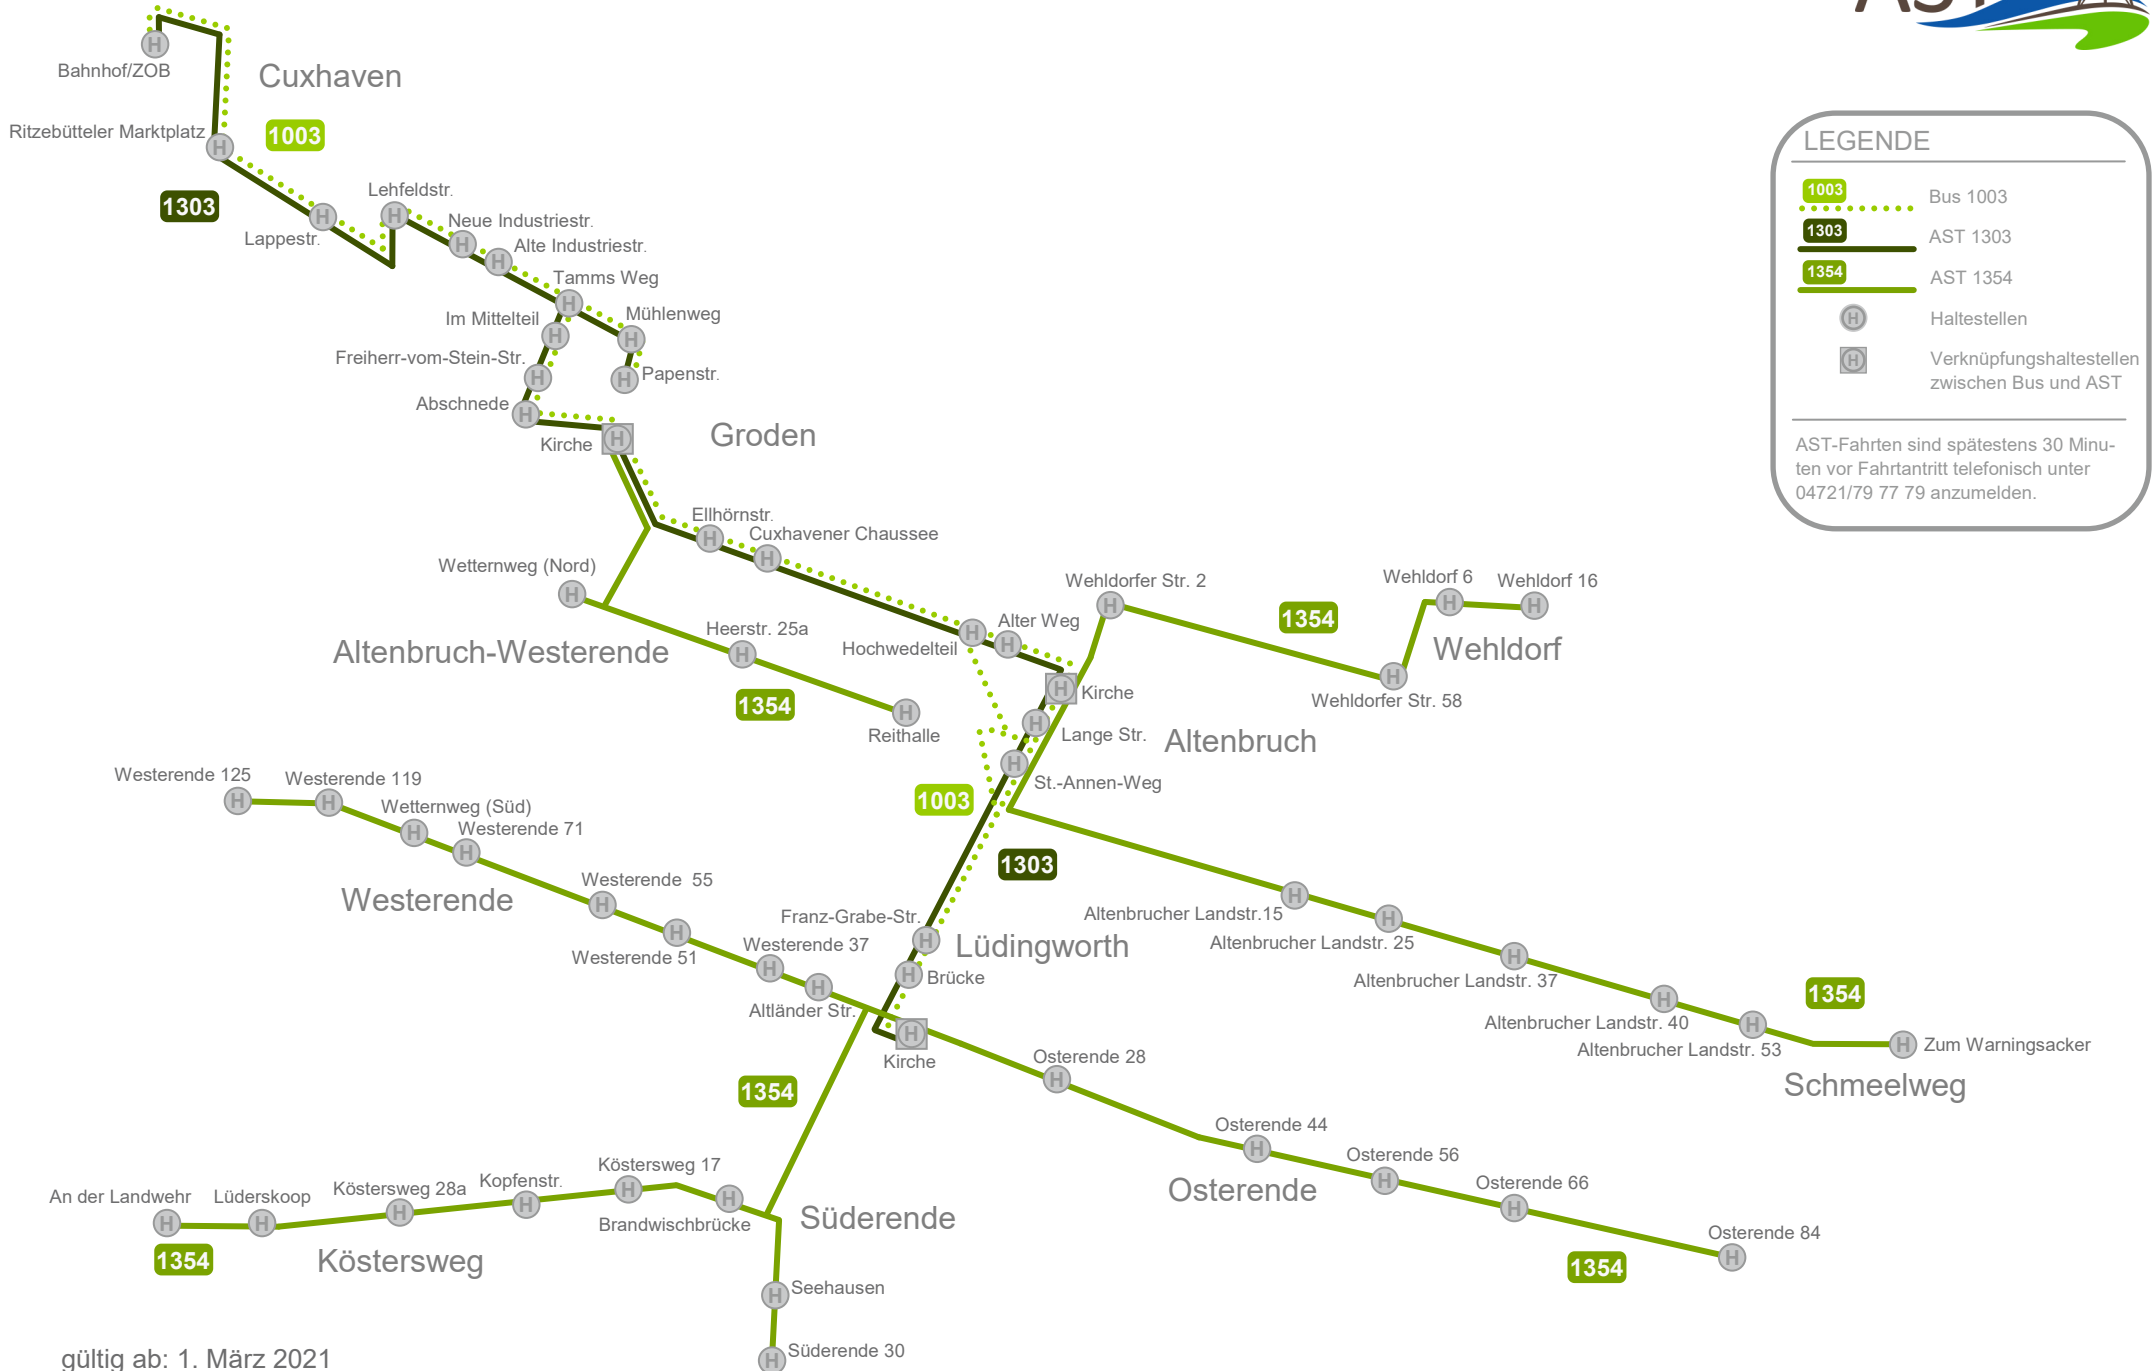 AST
Bahnhof/ZOB
Cuxhaven
Ritzebütteler Marktplatz
1003
1303
Lappestr.
Lehfeldstr.
Neue Industriestr.
Alte Industriestr.
Tamms Weg
Im Mittelteil
Mühlenweg
Freiherr-vom-Stein-Str.
Papenstr.
Abschnede
Kirche
Groden
LEGENDE
1003
Bus 1003
1303
AST 1303
1354
AST 1354
H
Haltestellen
H
Verknüpfungshaltestellen
zwischen Bus und AST
AST-Fahrten sind spätestens 30 Minu-
ten vor Fahrtantritt telefonisch unter
04721/79 77 79 anzumelden.
Ellhörnstr.
Cuxhavener Chaussee
Wetternweg (Nord)
Heerstr. 25a
Altenbruch-Westerende
1354
Reithalle
Hochwedelteil
Alter Weg
Wehldorfer Str. 2
1354
Wehldorf 6
Wehldorf 16
Wehldorf
Wehldorfer Str. 58
Kirche
Lange Str.
Altenbruch
St.-Annen-Weg
1003
1303
Westerende 125
Westerende 119
Wetternweg (Süd)
Westerende 71
Westerende 55
Westerende
Westerende 51
Westerende 37
Altländer Str.
Franz-Grabe-Str.
Lüdingworth
Brücke
Kirche
Altenbrucher Landstr.15
Altenbrucher Landstr. 25
Altenbrucher Landstr. 37
Altenbrucher Landstr. 40
Altenbrucher Landstr. 53
1354
Zum Warningsacker
Schmeelweg
Osterende 28
Osterende 44
Osterende 56
Osterende 66
Osterende
Osterende 84
1354
1354
An der Landwehr
Lüderskoop
Köstersweg 28a
Kopfenstr.
Köstersweg 17
Brandwischbrücke
Süderende
1354
Köstersweg
Seehausen
Süderende 30
gültig ab: 1. März 2021